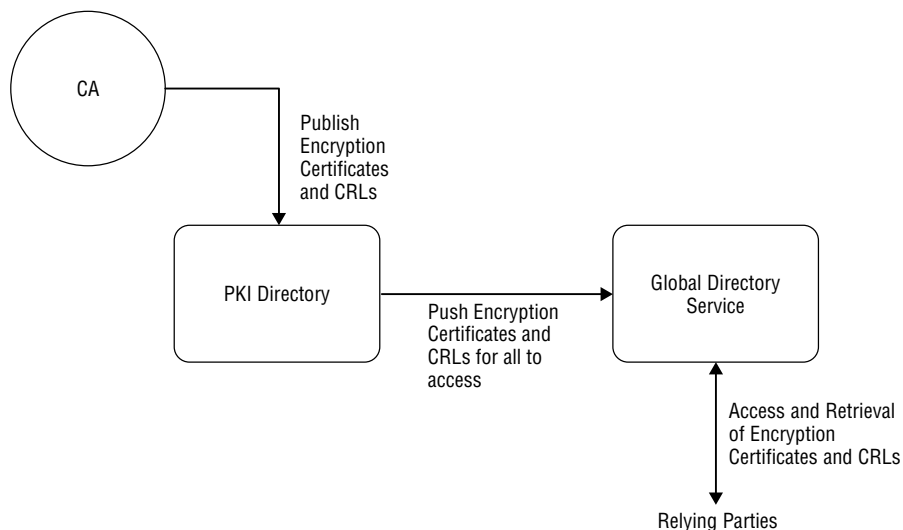 CA
Publish
Encryption
Certificates
and CRLs
PKI Directory
Push Encryption
Certificates and
CRLs for all to
access
Global Directory
Service
Access and Retrieval
of Encryption
Certificates and CRLs
Relying Parties